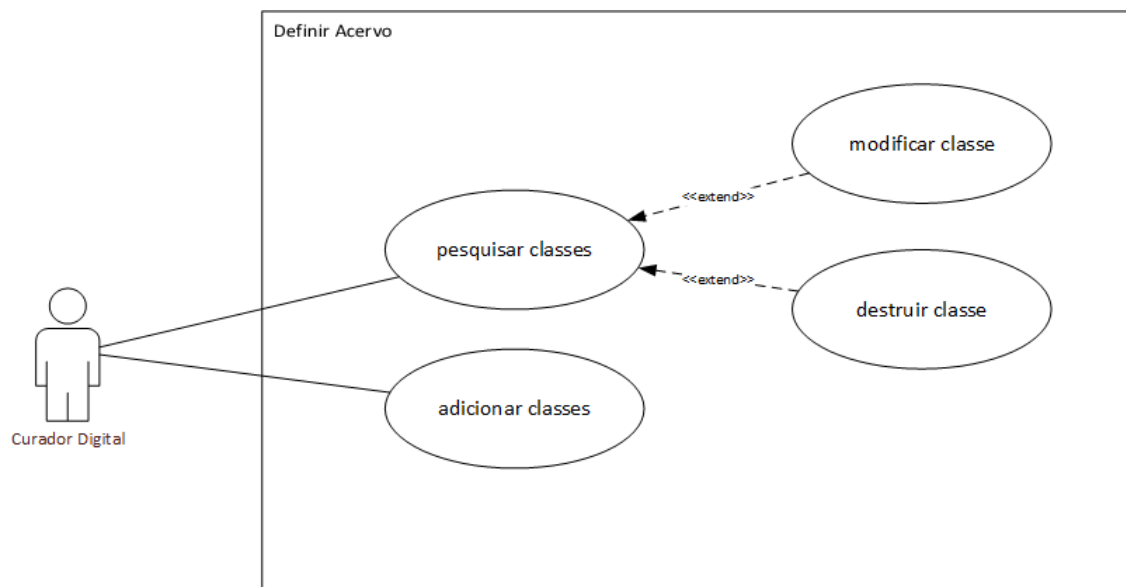 Definir Acervo
modificar classe
<<extend>>
pesquisar classes
<<extend>>
destruir classe
adicionar classes
Curador Digital